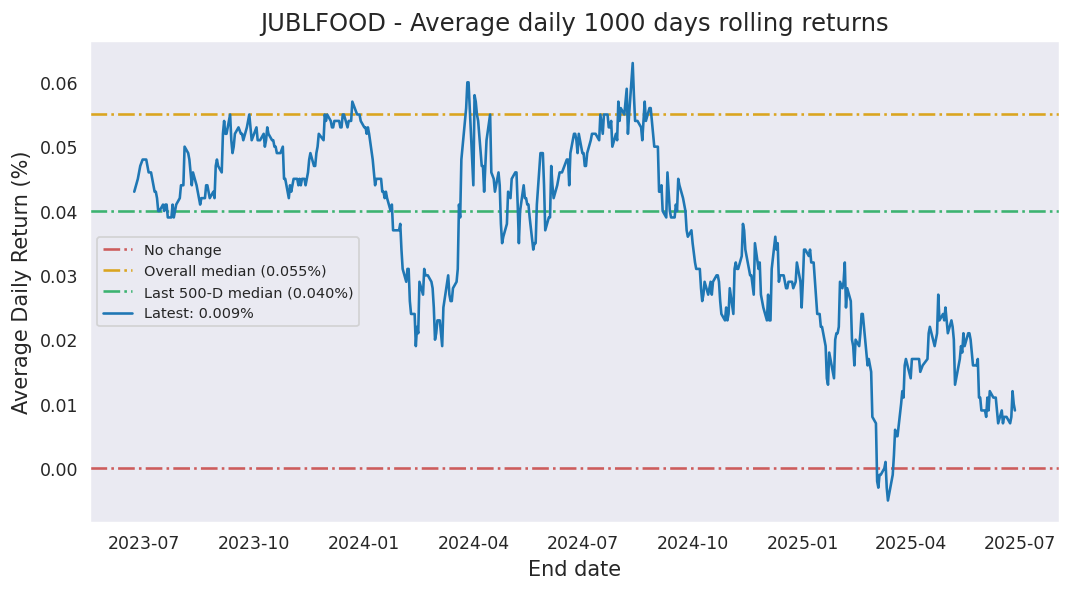 JUBLFOOD - Average daily 1000 days rolling returns
Average Daily Return (%)
0.06
0.05
0.04
0.03
0.02
0.01
0.00
No change
Overall median (0.055%)
Last 500-D median (0.040%)
Latest: 0.009%
2023-07 2023-10 2024-01 2024-04 2024-07 2024-10 2025-01 2025-04 2025-07
End date